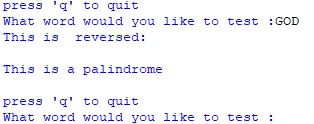 press 'q' to quit
What word would you like to test :GOD
This is  reversed:
This is a palindrome
press 'q' to quit
What word would you like to test :